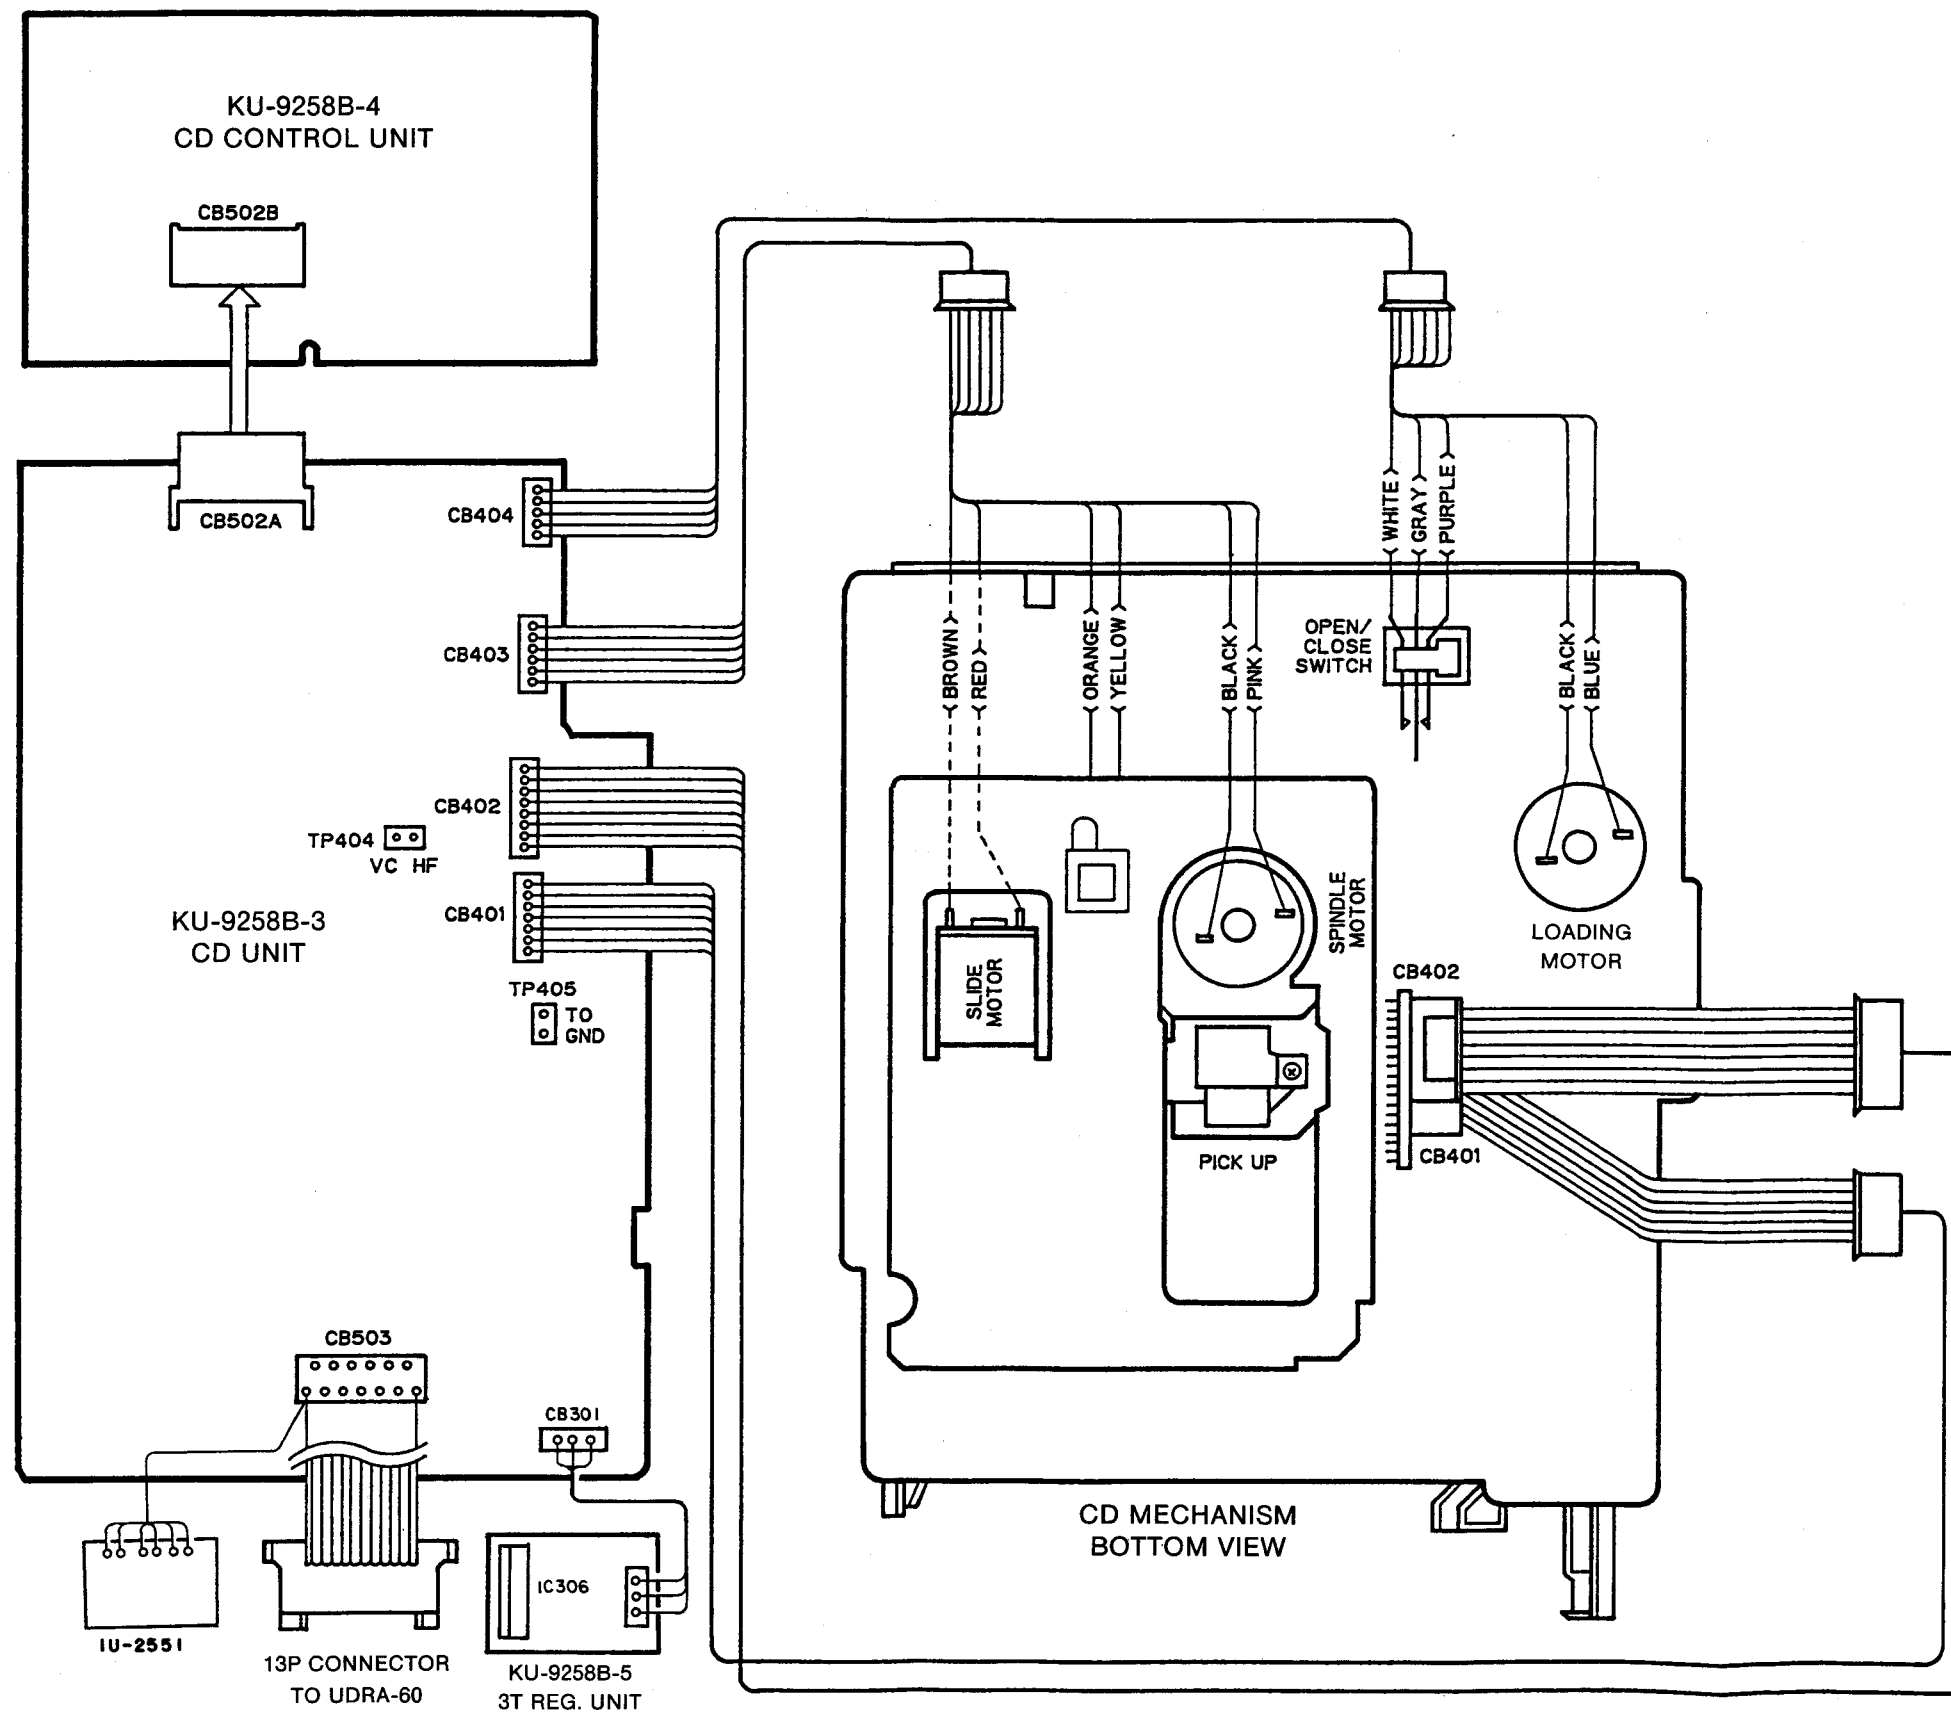 KU-9258B-4
CD CONTROL UNIT
CB502B
CB502A
CB404
CB403
CB402
TP404
VC HF
CB401
KU-9258B-3
CD UNIT
TP405
TO
GND
CB503
CB301
IU-2551
13P CONNECTOR
TO UDRA-60
IC306
KU-9258B-5
3T REG. UNIT
WHITE
GRAY
PURPLE
BROWN
RED
ORANGE
YELLOW
BLACK
PINK
OPEN/
CLOSE
SWITCH
BLACK
BLUE
SLIDE
MOTOR
SPINDLE
MOTOR
LOADING
MOTOR
CB402
CB401
PICK UP
CD MECHANISM
BOTTOM VIEW